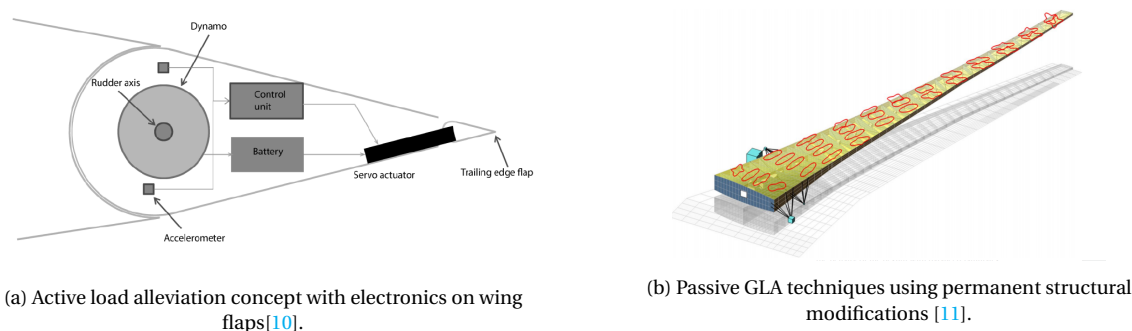 Dynamo
Rudder axis
Control
unit
Battery
Servo actuator
Trailing edge flap
Accelerometer
(a) Active load alleviation concept with electronics on wing
flaps[10].
(b) Passive GLA techniques using permanent structural
modifications [11].